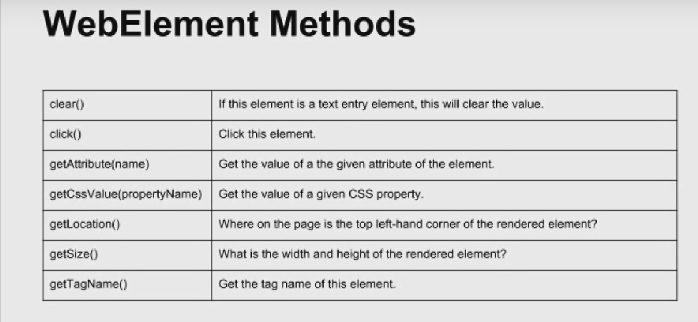 WebElement Methods
clear() If this element is a text entry element, this will clear the value.
click() Click this element.
getAttribute(name) Get the value of a the given attribute of the element.
getCssValue(propertyName) Get the value of a given CSS property.
getLocation() Where on the page is the top left-hand corner of the rendered element?
getSize() What is the width and height of the rendered element?
getTagName() Get the tag name of this element.